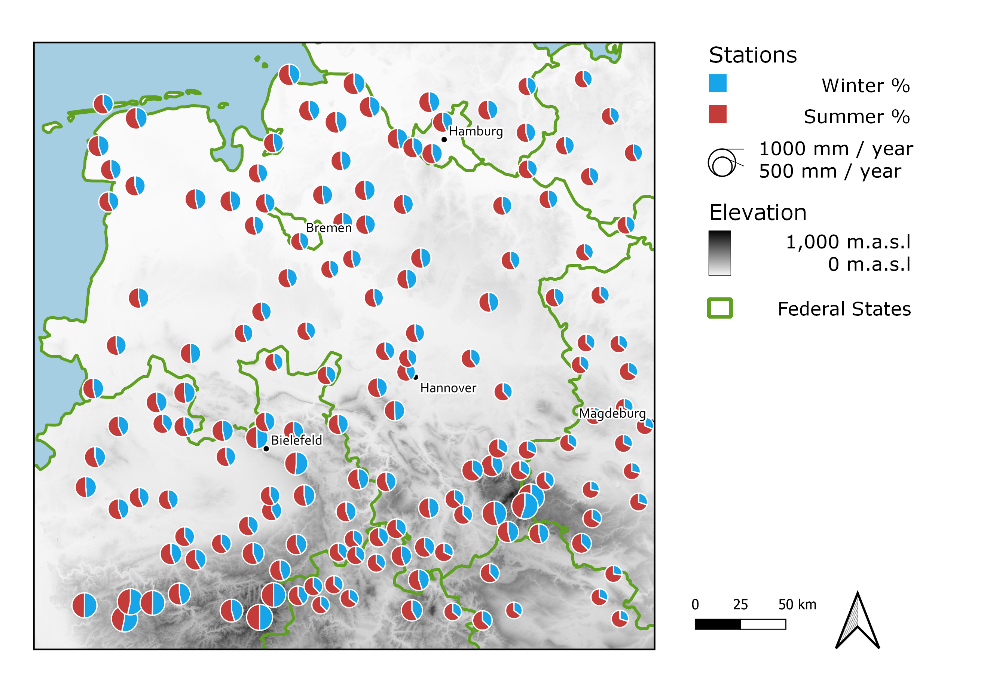 Stations
Winter %
Summer %
1000 mm / year
500 mm / year
Elevation
1,000 m.a.s.l
0 m.a.s.l
Federal States
Hamburg
Bremen
Hannover
Magdeburg
Bielefeld
0 25 50 km